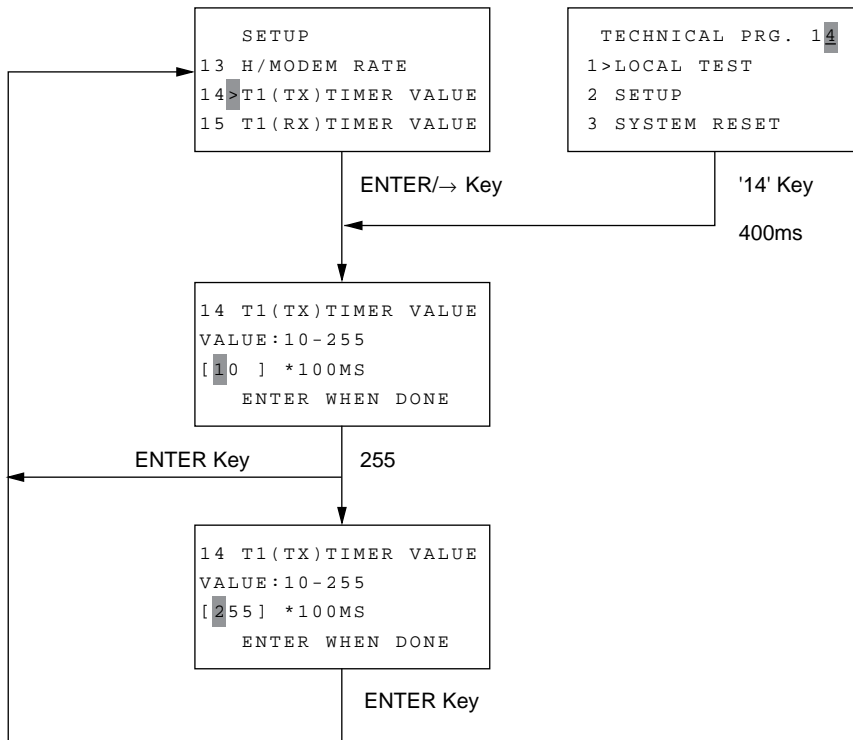 SETUP
13 H/MODEM RATE
14>T1(TX)TIMER VALUE
15 T1(RX)TIMER VALUE
TECHNICAL PRG. 14
1>LOCAL TEST
2 SETUP
3 SYSTEM RESET
ENTER/→ Key
'14' Key
400ms
14 T1(TX)TIMER VALUE
VALUE:10-255
[10 ] *100MS
ENTER WHEN DONE
ENTER Key
255
14 T1(TX)TIMER VALUE
VALUE:10-255
[255] *100MS
ENTER WHEN DONE
ENTER Key